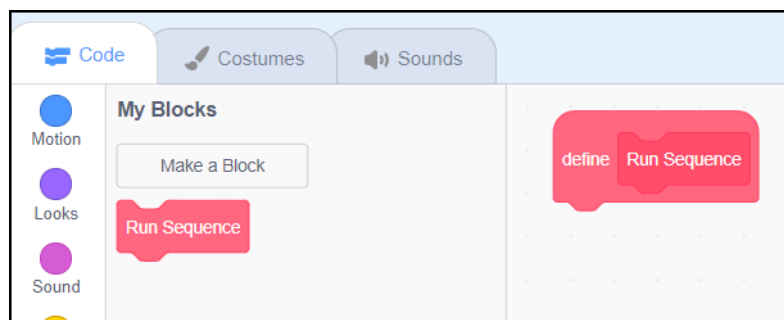 Code
Costumes
Sounds
Motion
Looks
Sound
My Blocks
Make a Block
Run Sequence
define Run Sequence